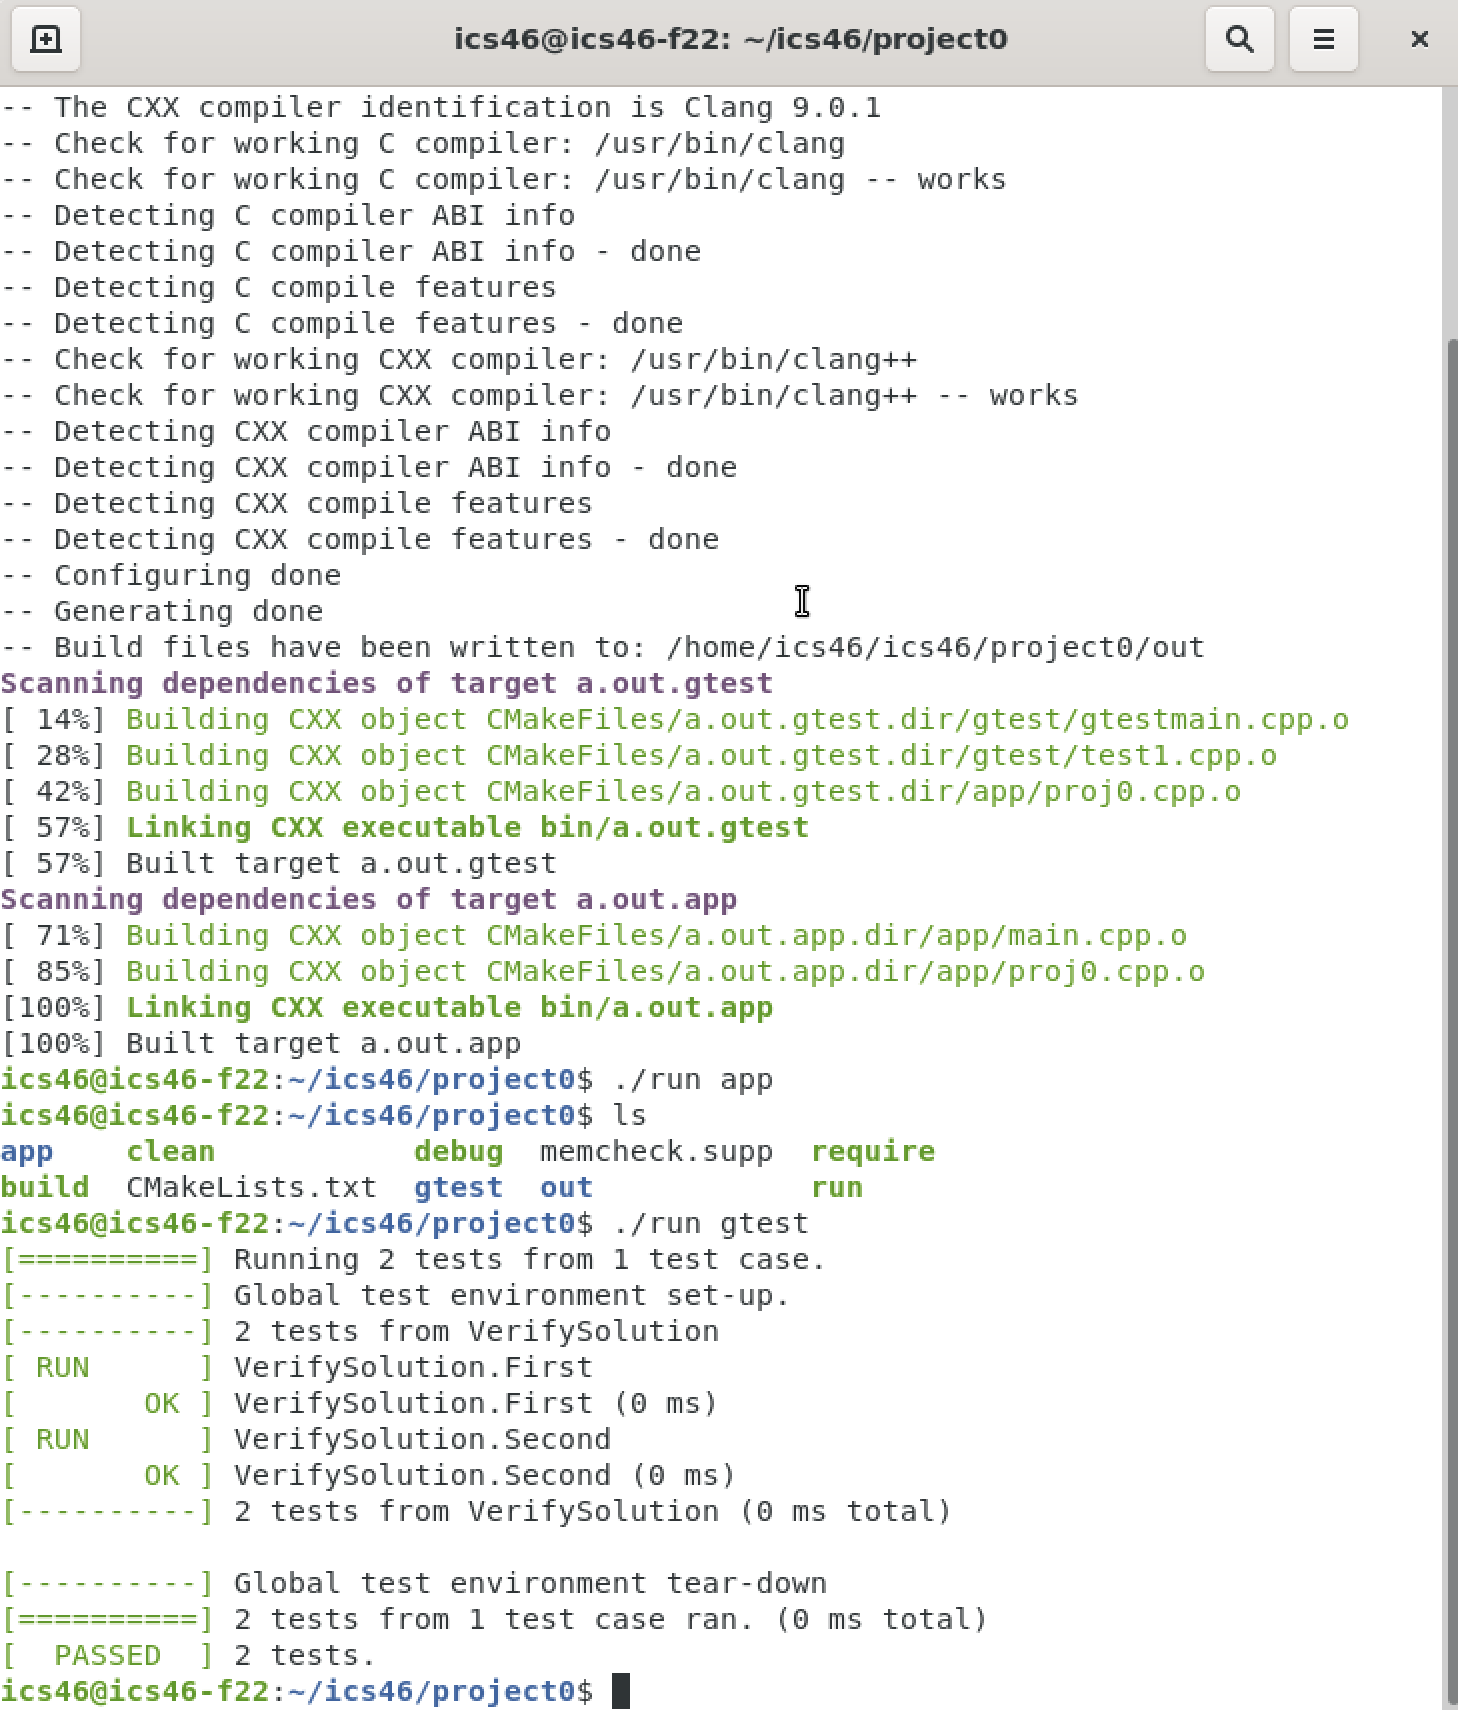 ics46@ics46-f22: ~/ics46/project0
-- The CXX compiler identification is Clang 9.0.1
-- Check for working C compiler: /usr/bin/clang
-- Check for working C compiler: /usr/bin/clang -- works
-- Detecting C compiler ABI info
-- Detecting C compiler ABI info - done
-- Detecting C compile features
-- Detecting C compile features - done
-- Check for working CXX compiler: /usr/bin/clang++
-- Check for working CXX compiler: /usr/bin/clang++ -- works
-- Detecting CXX compiler ABI info
-- Detecting CXX compiler ABI info - done
-- Detecting CXX compile features
-- Detecting CXX compile features - done
-- Configuring done
-- Generating done
-- Build files have been written to: /home/ics46/ics46/project0/out
Scanning dependencies of target a.out.gtest
[ 14%] Building CXX object CMakeFiles/a.out.gtest.dir/gtest/gtestmain.cpp.o
[ 28%] Building CXX object CMakeFiles/a.out.gtest.dir/gtest/test1.cpp.o
[ 42%] Building CXX object CMakeFiles/a.out.gtest.dir/app/proj0.cpp.o
[ 57%] Linking CXX executable bin/a.out.gtest
[ 57%] Built target a.out.gtest
Scanning dependencies of target a.out.app
[ 71%] Building CXX object CMakeFiles/a.out.app.dir/app/main.cpp.o
[ 85%] Building CXX object CMakeFiles/a.out.app.dir/app/proj0.cpp.o
[100%] Linking CXX executable bin/a.out.app
[100%] Built target a.out.app
ics46@ics46-f22:~/ics46/project0$ ./run app
ics46@ics46-f22:~/ics46/project0$ ls
app    clean           debug  memcheck.supp  require
build  CMakeLists.txt  gtest  out            run
ics46@ics46-f22:~/ics46/project0$ ./run gtest
[==========] Running 2 tests from 1 test case.
[----------] Global test environment set-up.
[----------] 2 tests from VerifySolution
[ RUN      ] VerifySolution.First
[       OK ] VerifySolution.First (0 ms)
[ RUN      ] VerifySolution.Second
[       OK ] VerifySolution.Second (0 ms)
[----------] 2 tests from VerifySolution (0 ms total)
[----------] Global test environment tear-down
[==========] 2 tests from 1 test case ran. (0 ms total)
[  PASSED  ] 2 tests.
ics46@ics46-f22:~/ics46/project0$